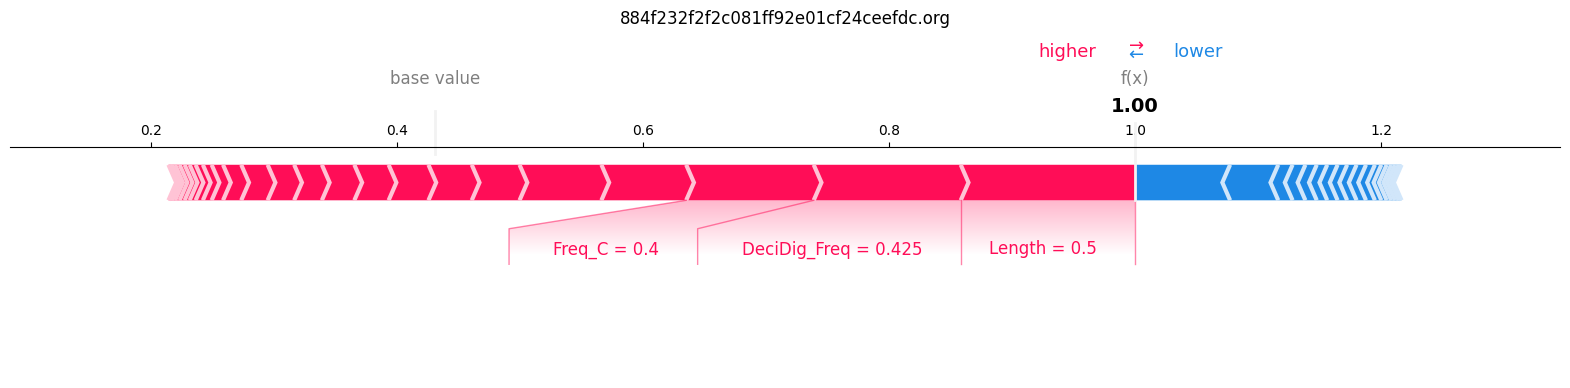 884f232f2f2c081ff92e01cf24ceefdc.org
higher ⇄ lower
base value f(x)
1.00
0.2 0.4 0.6 0.8 1.0 1.2
Freq_C = 0.4 DeciDig_Freq = 0.425 Length = 0.5